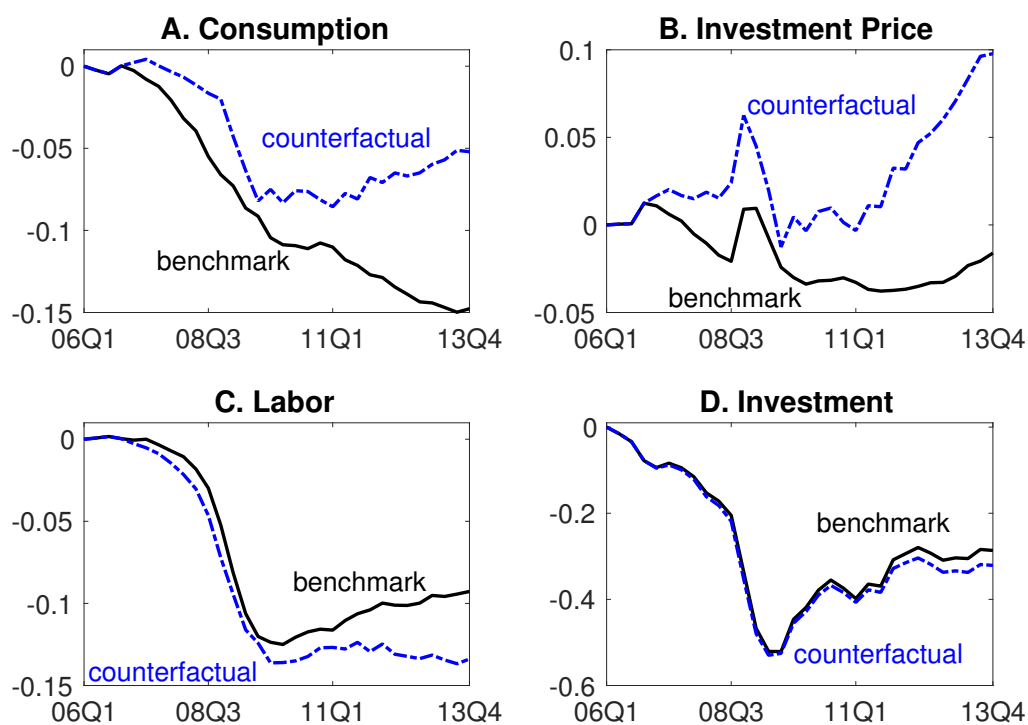 A. Consumption
0
-0.05
-0.1
-0.15
counterfactual
benchmark
06Q1
08Q3
11Q1
13Q4
B. Investment Price
0.1
0.05
0
-0.05
counterfactual
benchmark
06Q1
08Q3
11Q1
13Q4
C. Labor
0
-0.05
-0.1
-0.15
benchmark
counterfactual
06Q1
08Q3
11Q1
13Q4
D. Investment
0
-0.2
-0.4
-0.6
benchmark
counterfactual
06Q1
08Q3
11Q1
13Q4